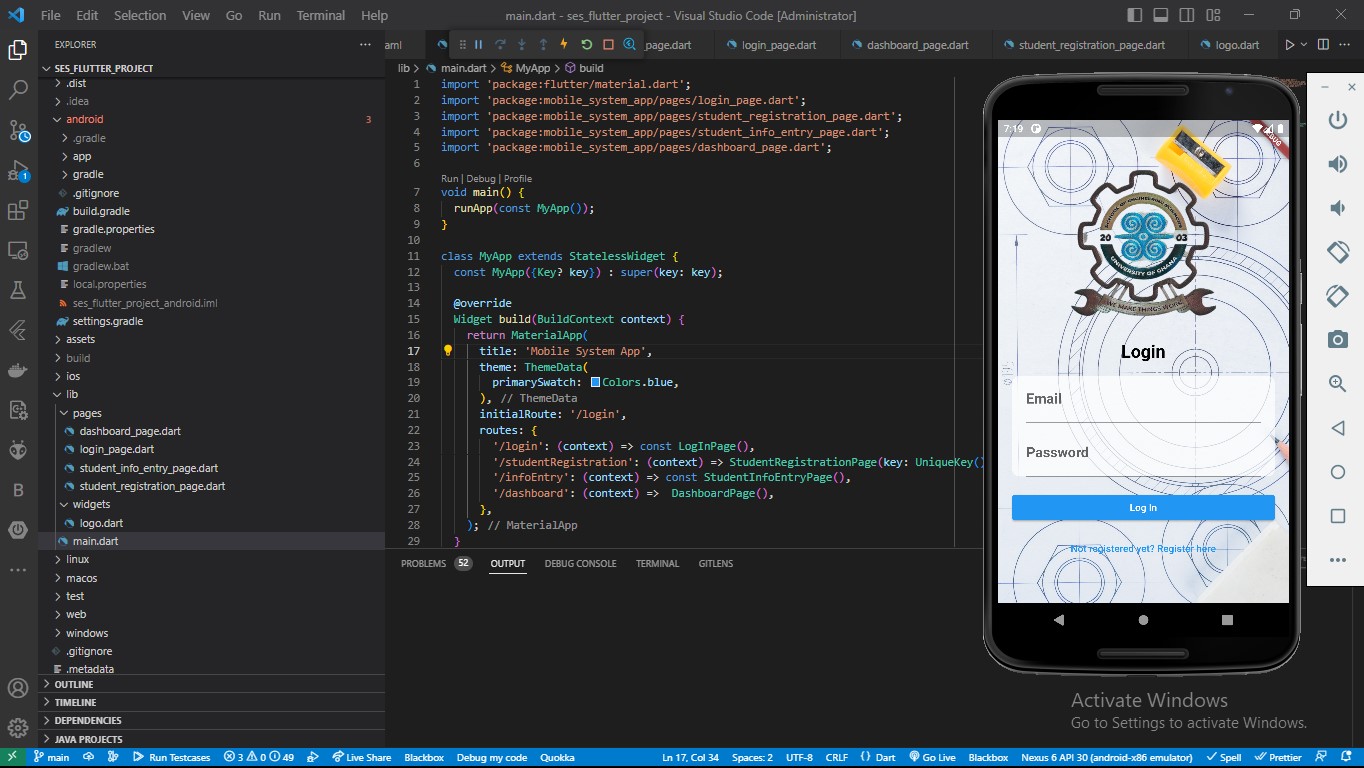 File Edit Selection View Go Run Terminal Help
main.dart - ses_flutter_project - Visual Studio Code [Administrator]
EXPLORER
SES_FLUTTER_PROJECT
.dist
.idea
android 3
.gradle
app
gradle
.gitignore
build.gradle
gradle.properties
gradlew
gradlew.bat
local.properties
ses_flutter_project_android.iml
settings.gradle
assets
build
ios
lib
pages
dashboard_page.dart
login_page.dart
student_info_entry_page.dart
student_registration_page.dart
widgets
logo.dart
main.dart
linux
macos
test
web
windows
.gitignore
.metadata
OUTLINE
TIMELINE
DEPENDENCIES
JAVA PROJECTS
1
aml _page.dart login_page.dart dashboard_page.dart student_registration_page.dart logo.dart
lib > main.dart > MyApp > build
1 import 'package:flutter/material.dart';
2 import 'package:mobile_system_app/pages/login_page.dart';
3 import 'package:mobile_system_app/pages/student_registration_page.dart';
4 import 'package:mobile_system_app/pages/student_info_entry_page.dart';
5 import 'package:mobile_system_app/pages/dashboard_page.dart';
6
Run | Debug | Profile
7 void main() {
8 runApp(const MyApp());
9 }
10
11 class MyApp extends StatelessWidget {
12 const MyApp({Key? key}) : super(key: key);
13
14 @override
15 Widget build(BuildContext context) {
16 return MaterialApp(
17 title: 'Mobile System App',
18 theme: ThemeData(
19 primarySwatch: Colors.blue,
20 ), // ThemeData
21 initialRoute: '/login',
22 routes: {
23 '/login': (context) => const LogInPage(),
24 '/studentRegistration': (context) => StudentRegistrationPage(key: UniqueKey()
25 '/infoEntry': (context) => const StudentInfoEntryPage(),
26 '/dashboard': (context) => DashboardPage(),
27 },
28 ); // MaterialApp
29 }
PROBLEMS 52 OUTPUT DEBUG CONSOLE TERMINAL GITLENS
7:19
20 03
UNIVERSITY OF GHANA
WE MAKE THINGS WORK
Login
Email
Password
Log In
Not registered yet? Register here
Activate Windows
Go to Settings to activate Windows.
main Run Testcases 3 0 49 Live Share Blackbox Debug my code Quokka Ln 17, Col 34 Spaces: 2 UTF-8 CRLF { } Dart Go Live Blackbox Nexus 6 API 30 (android-x86 emulator) Spell Prettier